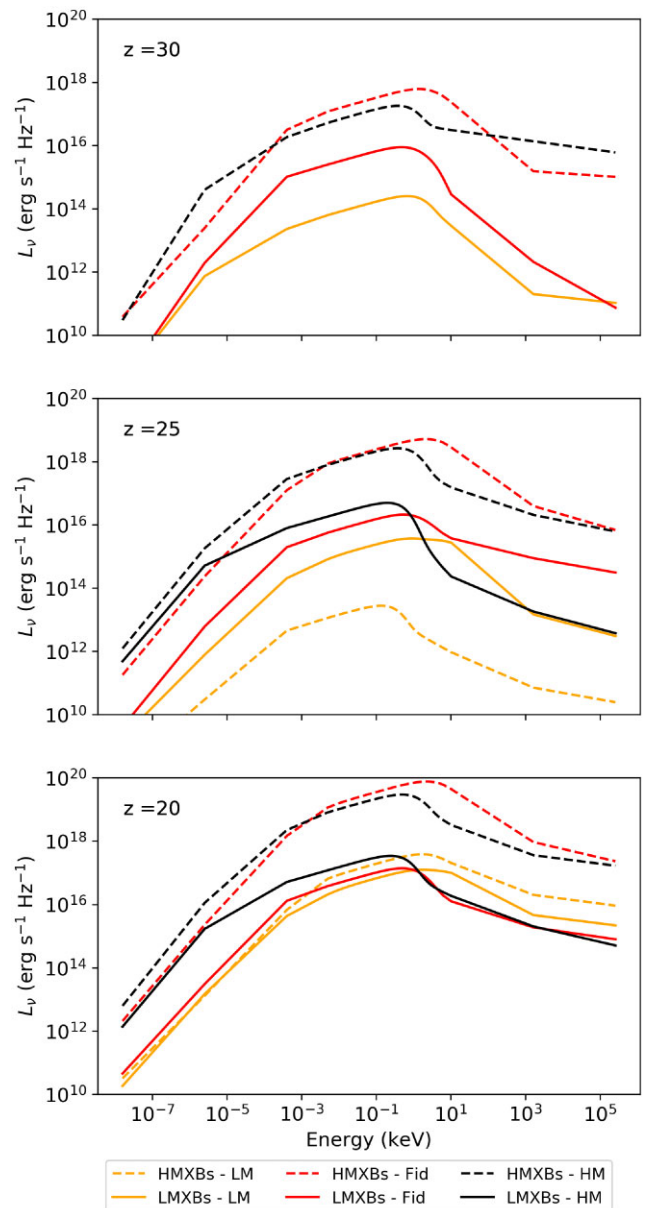 10^20
z =30
10^18
10^16
10^14
10^12
10^10
L_ν (erg s^−1 Hz^−1)
10^20
z =25
10^18
10^16
10^14
10^12
10^10
L_ν (erg s^−1 Hz^−1)
10^20
z =20
10^18
10^16
10^14
10^12
10^10
L_ν (erg s^−1 Hz^−1)
10^−7 10^−5 10^−3 10^−1 10^1 10^3 10^5
Energy (keV)
HMXBs - LM HMXBs - Fid HMXBs - HM
LMXBs - LM LMXBs - Fid LMXBs - HM